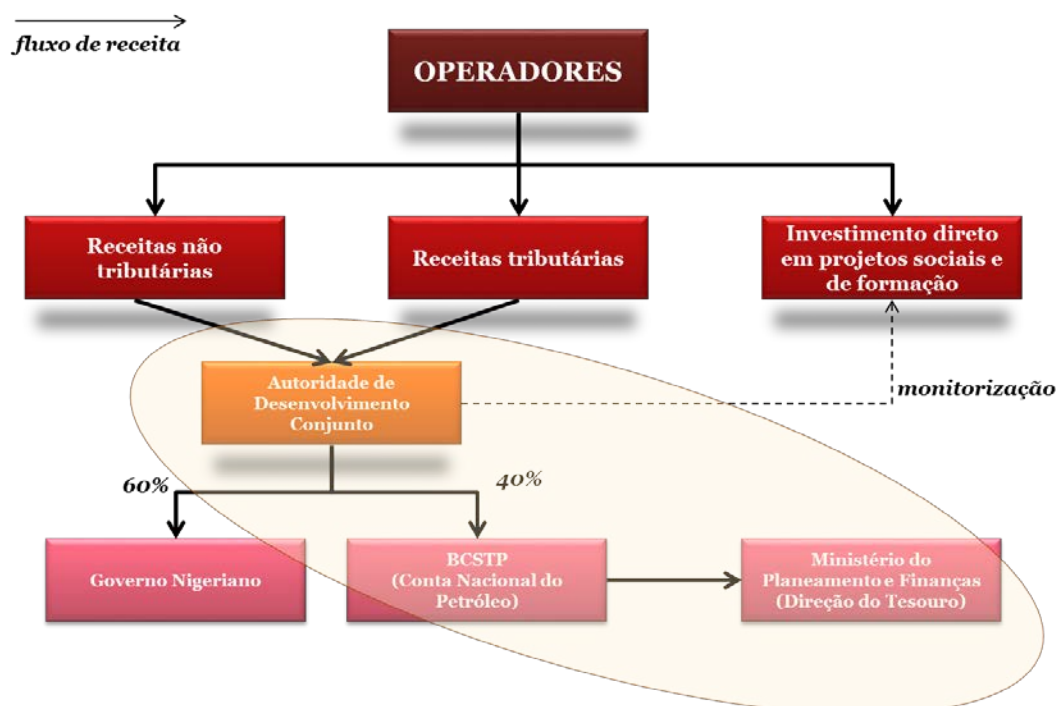 fluxo de receita
OPERADORES
Receitas não
tributárias
Receitas tributárias
Investimento direto
em projetos sociais e
de formação
Autoridade de
Desenvolvimento
Conjunto
monitorização
60%
40%
Governo Nigeriano
BCSTP
(Conta Nacional do
Petróleo)
Ministério do
Planeamento e Finanças
(Direção do Tesouro)